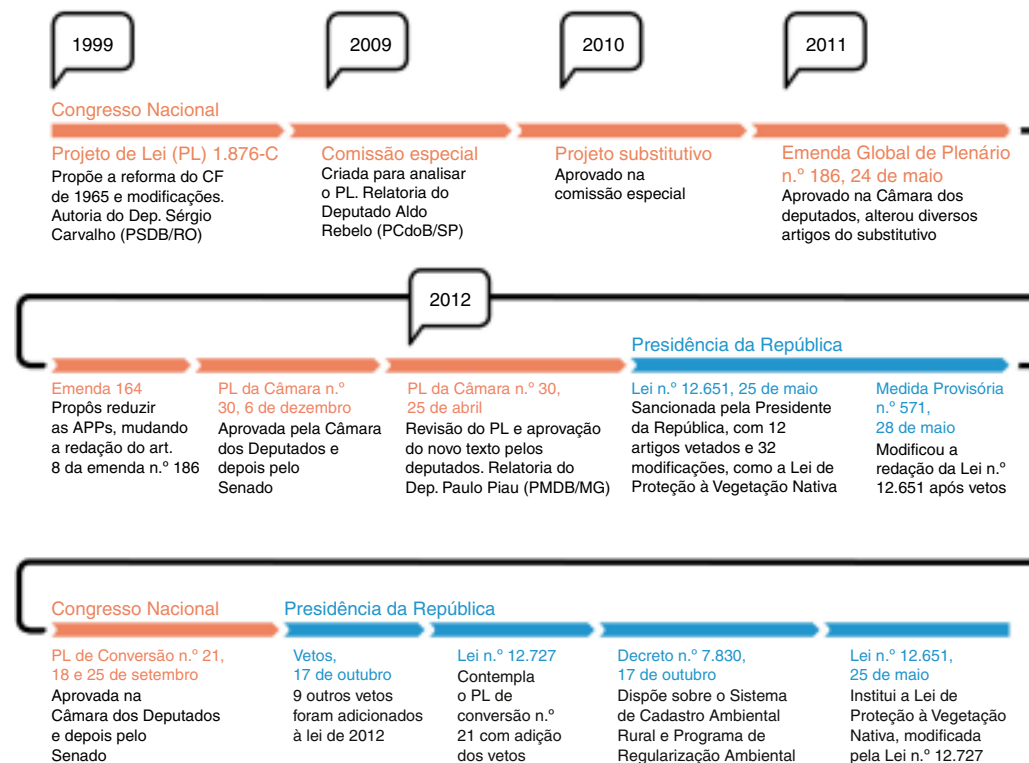 1999
2009
2010
2011
Congresso Nacional
Projeto de Lei (PL) 1.876-C
Propõe a reforma do CF
de 1965 e modificações.
Autoria do Dep. Sérgio
Carvalho (PSDB/RO)
Comissão especial
Criada para analisar
o PL. Relatoria do
Deputado Aldo
Rebelo (PCdoB/SP)
Projeto substitutivo
Aprovado na
comissão especial
Emenda Global de Plenário
n.º 186, 24 de maio
Aprovado na Câmara dos
deputados, alterou diversos
artigos do substitutivo
2012
Presidência da República
Emenda 164
Propôs reduzir
as APPs, mudando
a redação do art.
8 da emenda n.º 186
PL da Câmara n.º
30, 6 de dezembro
Aprovada pela Câmara
dos Deputados e
depois pelo
Senado
PL da Câmara n.º 30,
25 de abril
Revisão do PL e aprovação
do novo texto pelos
deputados. Relatoria do
Dep. Paulo Piau (PMDB/MG)
Lei n.º 12.651, 25 de maio
Sancionada pela Presidente
da República, com 12
artigos vetados e 32
modificações, como a Lei de
Proteção à Vegetação Nativa
Medida Provisória
n.º 571,
28 de maio
Modificou a
redação da Lei n.º
12.651 após vetos
Congresso Nacional
Presidência da República
PL de Conversão n.º 21,
18 e 25 de setembro
Aprovada na
Câmara dos Deputados
e depois pelo
Senado
Vetos,
17 de outubro
9 outros vetos
foram adicionados
à lei de 2012
Lei n.º 12.727
Contempla
o PL de
conversão n.º
21 com adição
dos vetos
Decreto n.º 7.830,
17 de outubro
Dispõe sobre o Sistema
de Cadastro Ambiental
Rural e Programa de
Regularização Ambiental
Lei n.º 12.651,
25 de maio
Institui a Lei de
Proteção à Vegetação
Nativa, modificada
pela Lei n.º 12.727